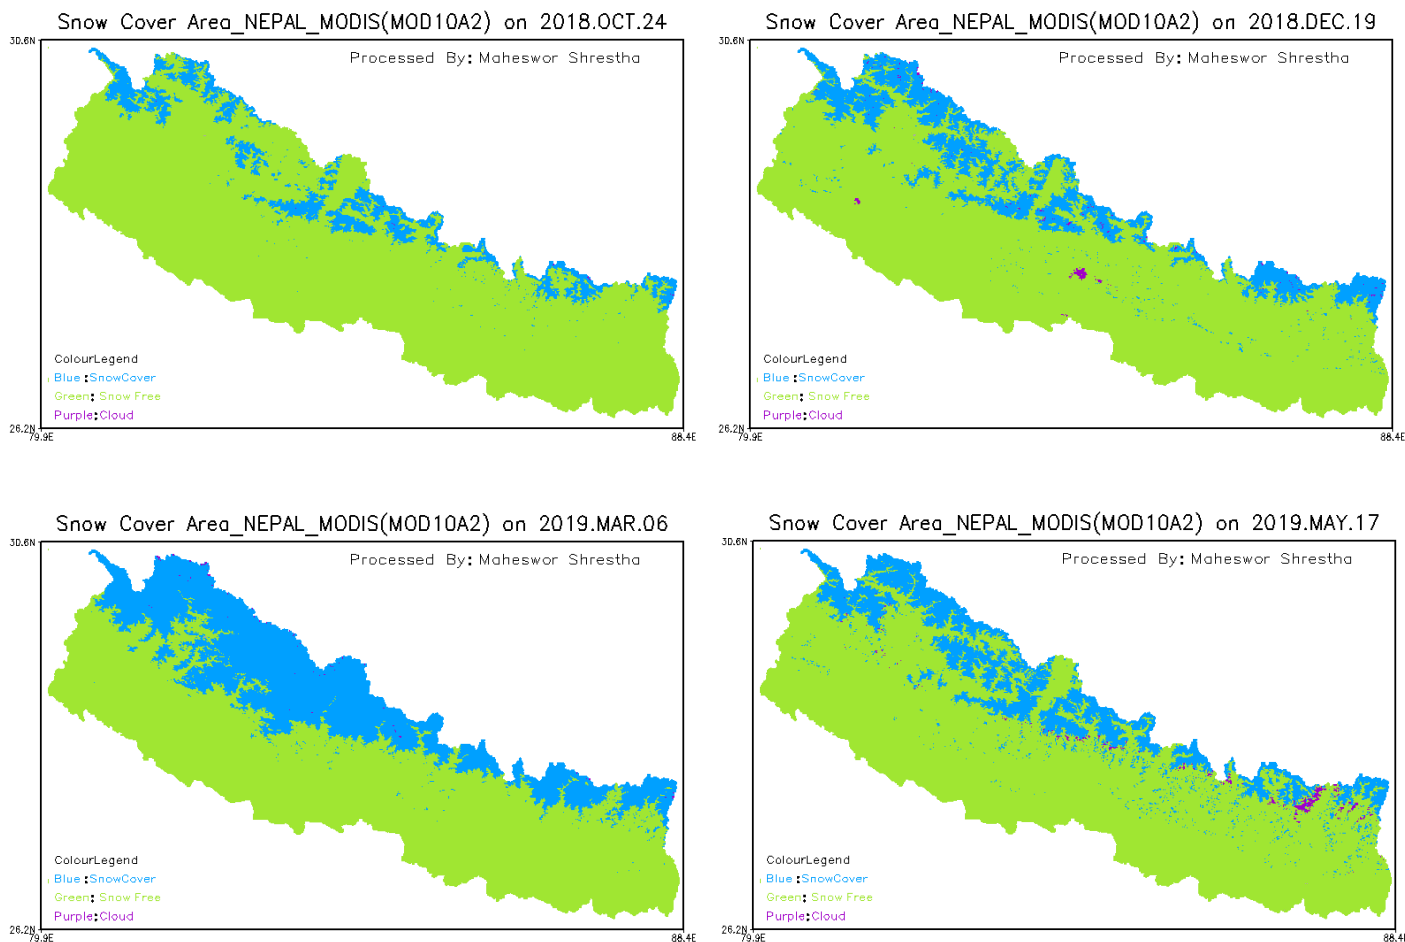 Snow Cover Area_NEPAL_MODIS(MOD10A2) on 2018.OCT.24
30.6N
Processed By: Maheswor Shrestha
ColourLegend
Blue :SnowCover
Green: Snow Free
Purple:Cloud
26.2N
79.9E
88.4E
Snow Cover Area_NEPAL_MODIS(MOD10A2) on 2018.DEC.19
30.6N
Processed By: Maheswor Shrestha
ColourLegend
Blue :SnowCover
Green: Snow Free
Purple:Cloud
26.2N
79.9E
88.4E
Snow Cover Area_NEPAL_MODIS(MOD10A2) on 2019.MAR.06
30.6N
Processed By: Maheswor Shrestha
ColourLegend
Blue :SnowCover
Green: Snow Free
Purple:Cloud
26.2N
79.9E
88.4E
Snow Cover Area_NEPAL_MODIS(MOD10A2) on 2019.MAY.17
30.6N
Processed By: Maheswor Shrestha
ColourLegend
Blue :SnowCover
Green: Snow Free
Purple:Cloud
26.2N
79.9E
88.4E